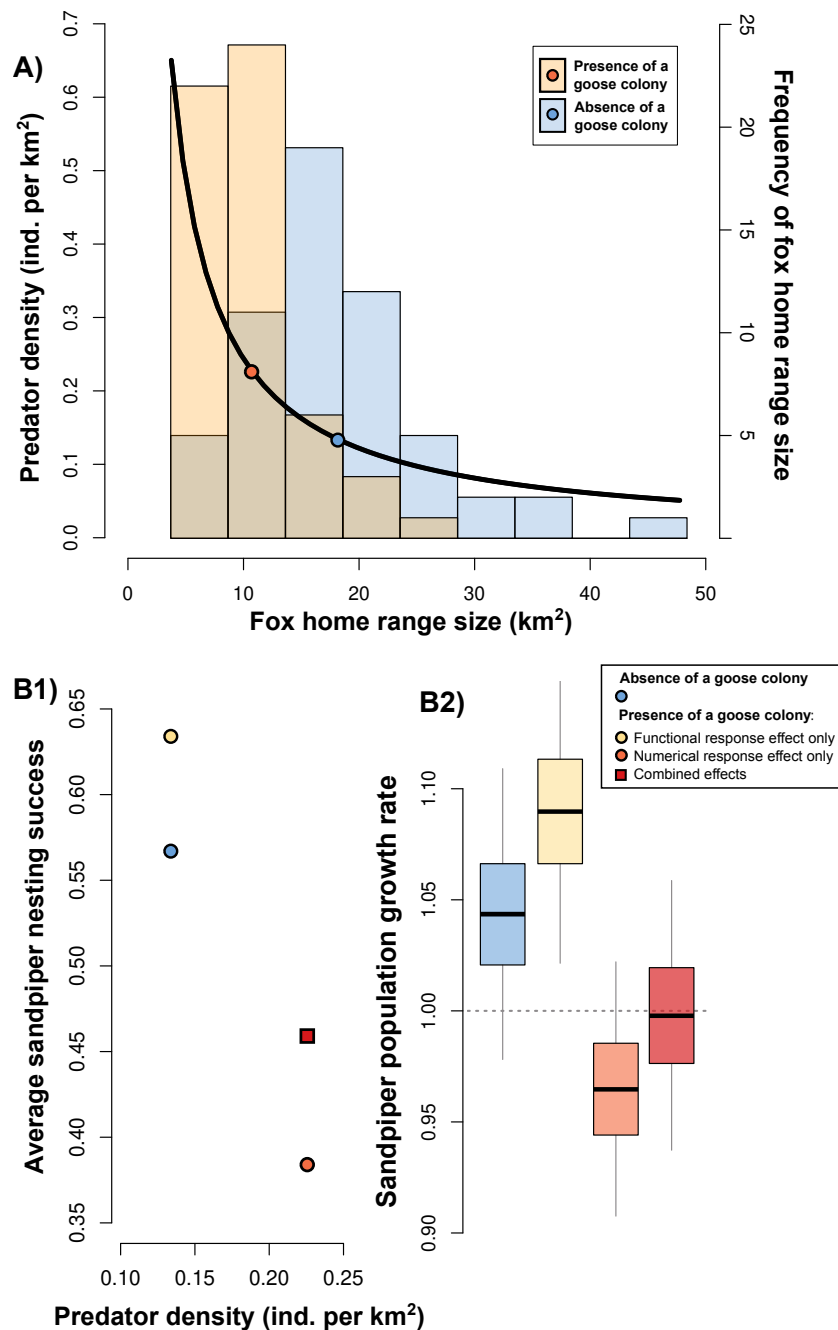 A)
Predator density (ind. per km²)
0.0 0.1 0.2 0.3 0.4 0.5 0.6 0.7
Presence of a
goose colony
Absence of a
goose colony
Frequency of fox home range size
5 10 15 20 25
0 10 20 30 40 50
Fox home range size (km²)
B1)
Average sandpiper nesting success
0.35 0.40 0.45 0.50 0.55 0.60 0.65
0.10 0.15 0.20 0.25
Predator density (ind. per km²)
B2)
Absence of a goose colony
Presence of a goose colony:
Functional response effect only
Numerical response effect only
Combined effects
Sandpiper population growth rate
0.90 0.95 1.00 1.05 1.10